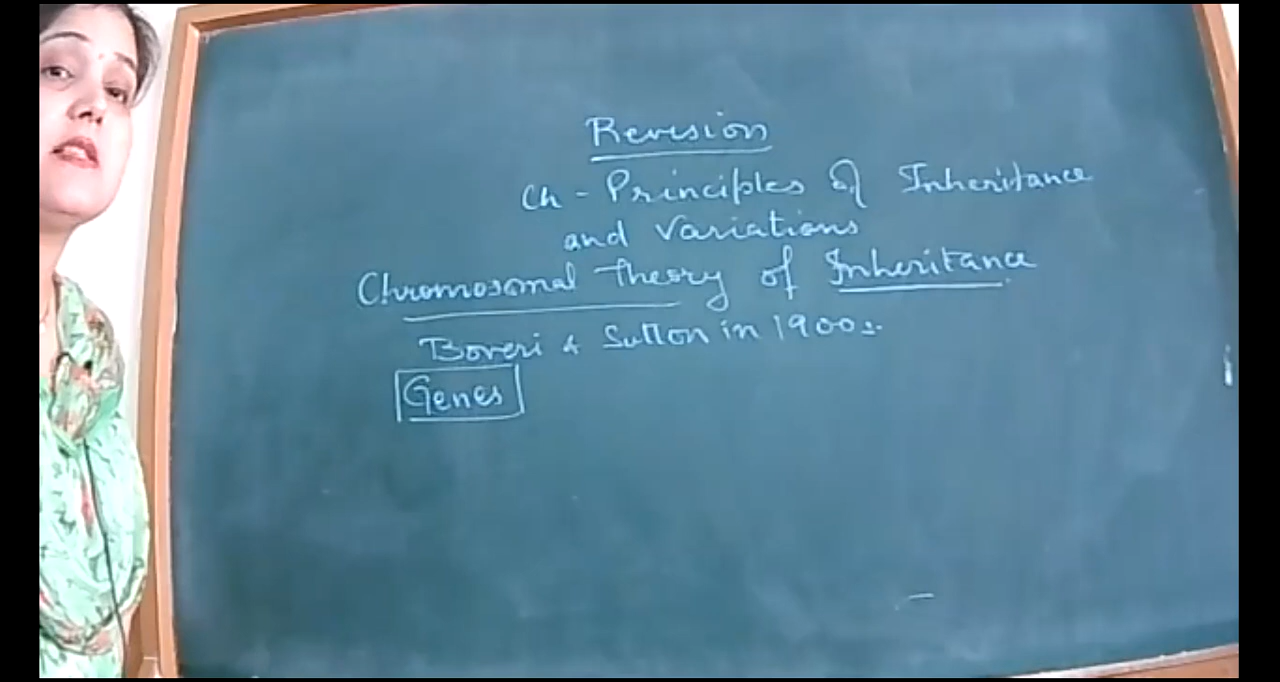 Revision
Ch - Principles of Inheritance
and Variations
Chromosomal Theory of Inheritance
Boveri & Sutton in 1900s.
Genes